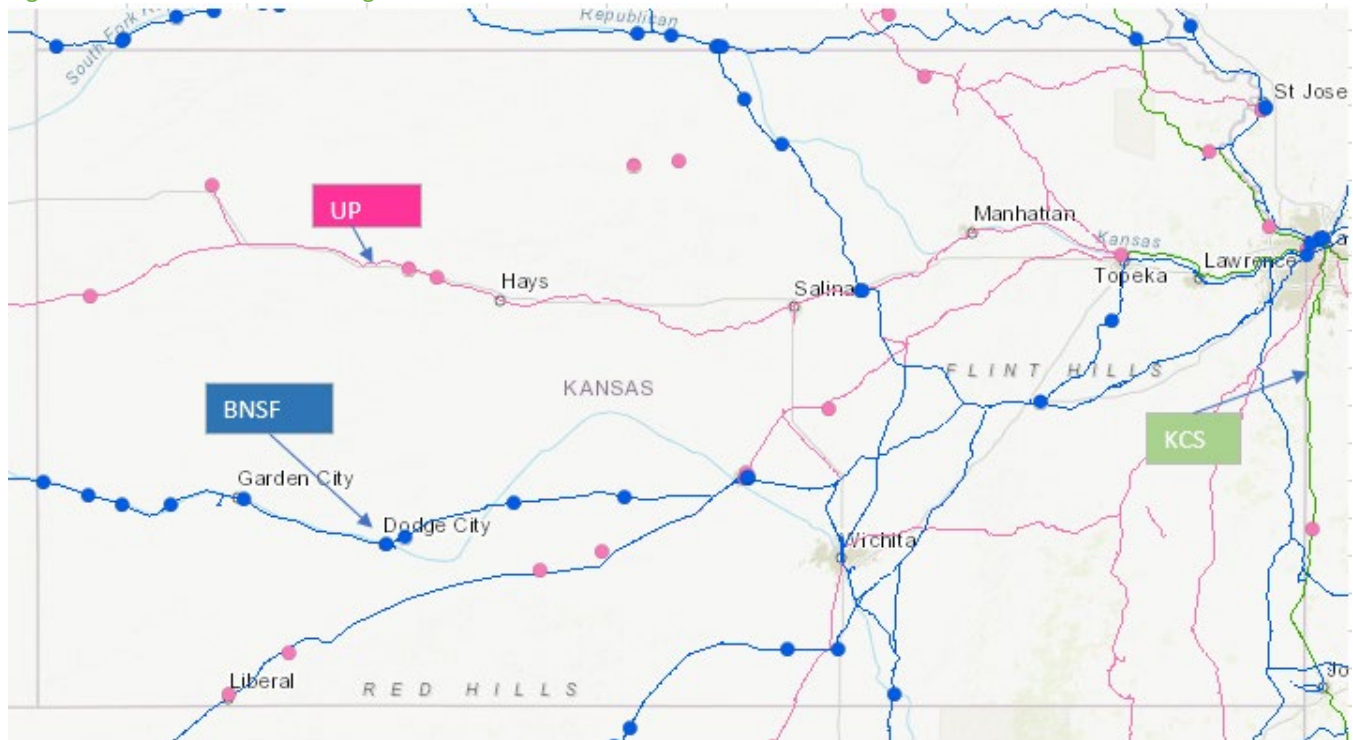 Republican
South Fork R
St Jose
UP
Manhattan
Kansas
Hays
Topeka
Lawrence
Salina
FLINT HILLS
KANSAS
BNSF
KCS
Garden City
Dodge City
Wichita
Liberal
RED HILLS
Jo